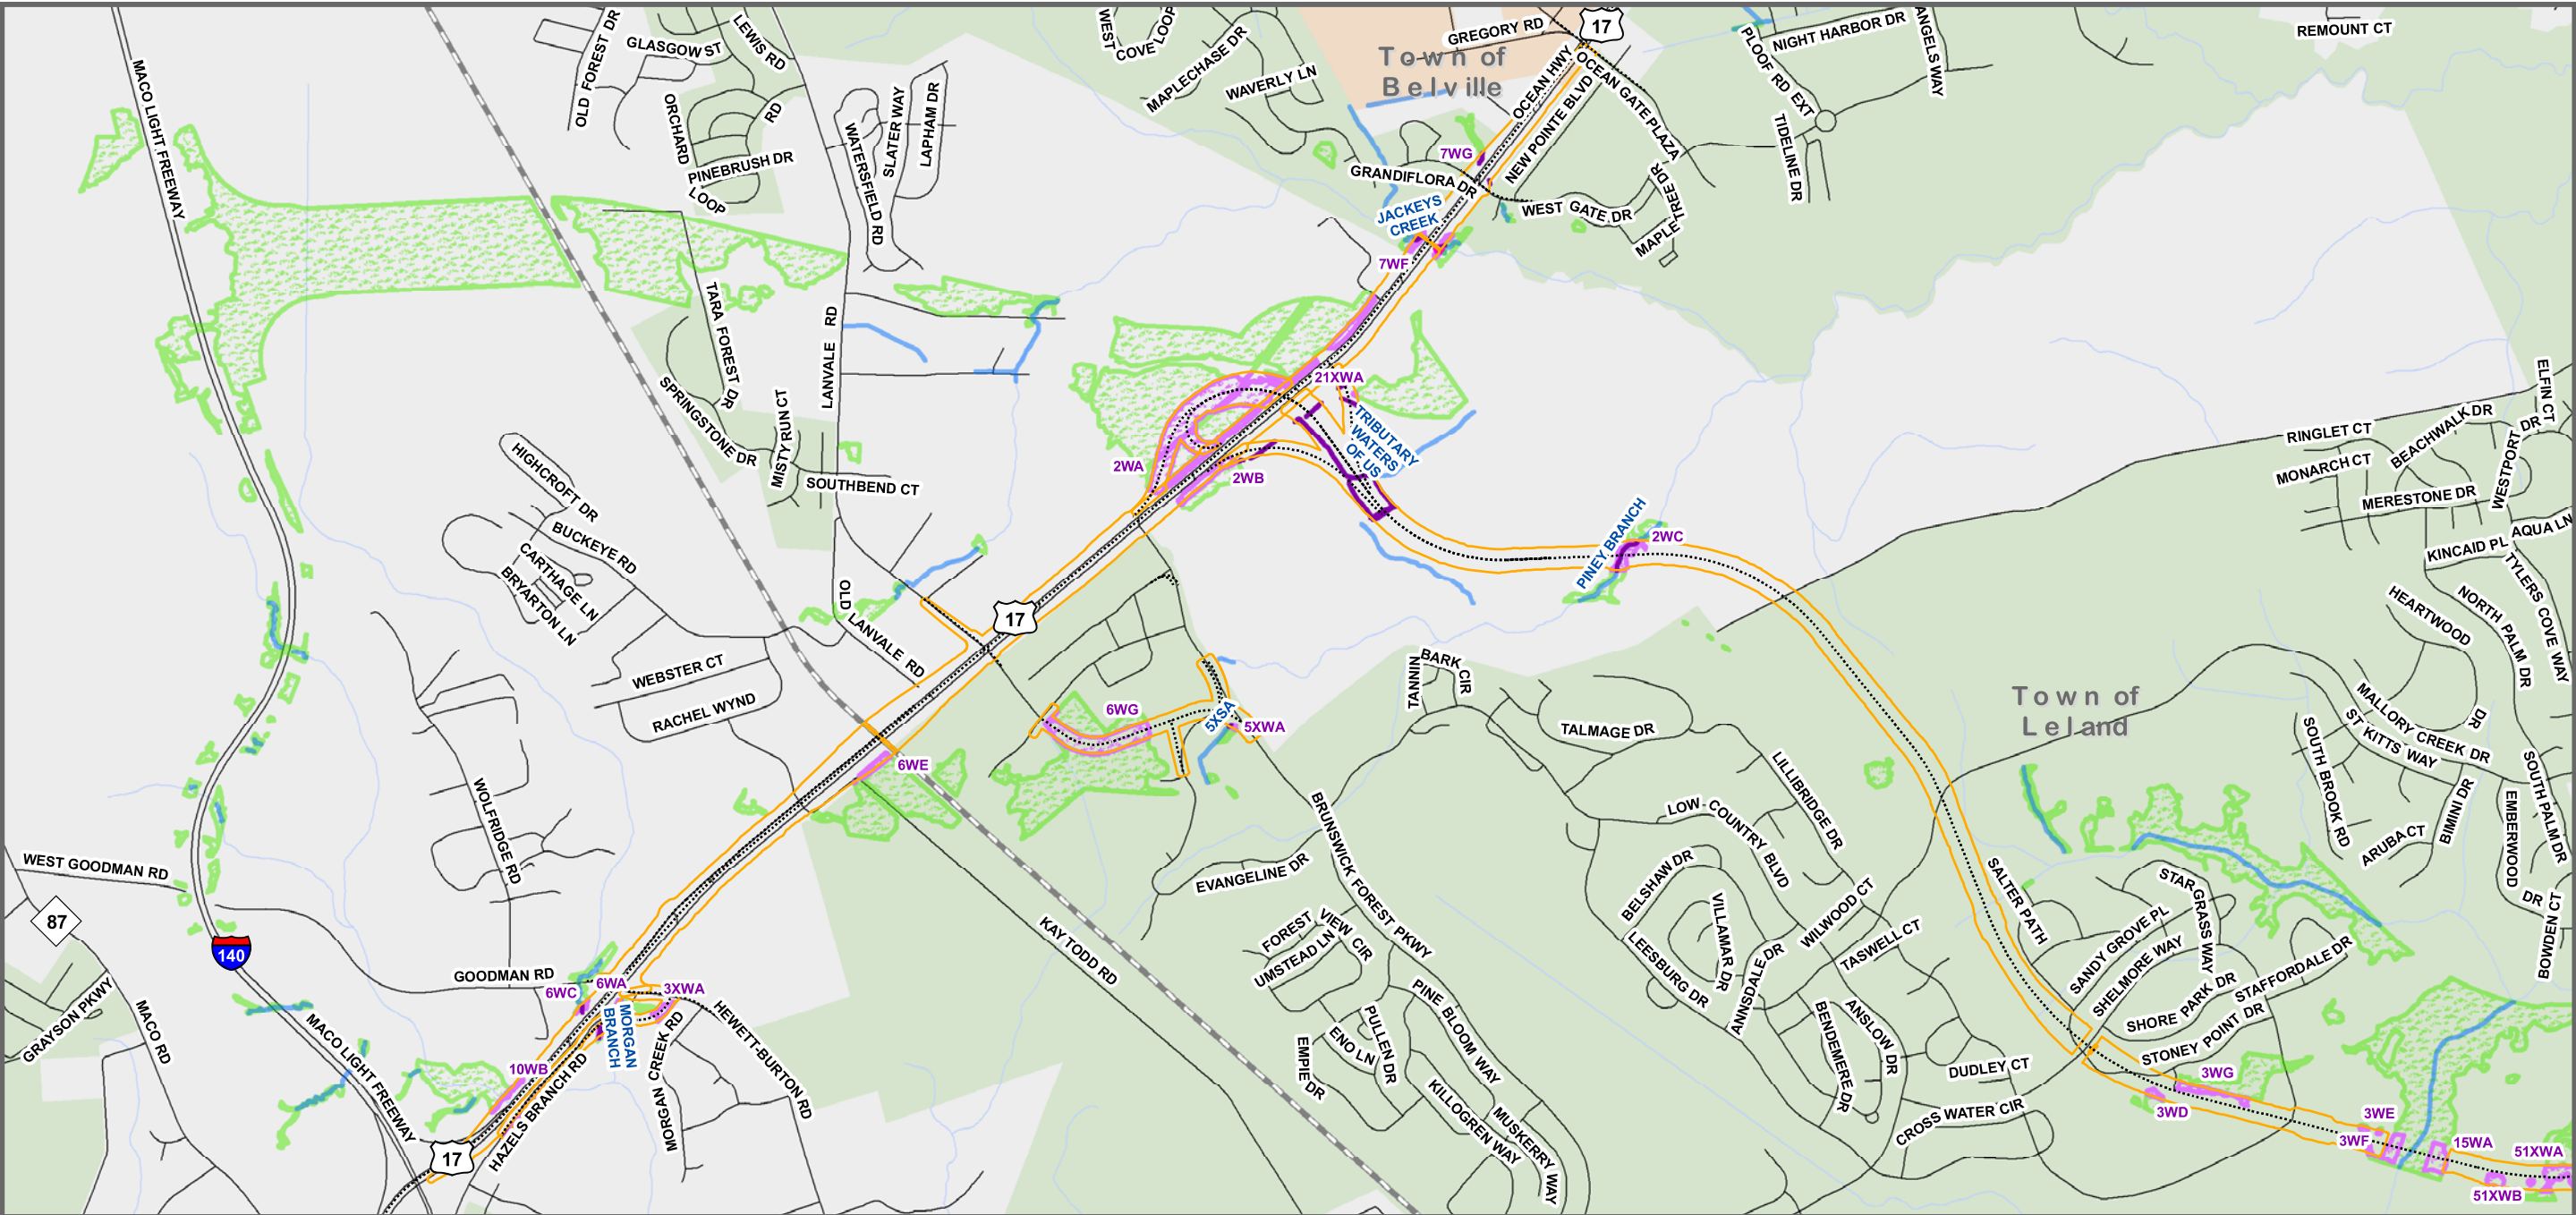 MACO LIGHT FREEWAY
OLD FOREST DR
GLASGOW ST
LEWIS RD
ORCHARD
RD
PINEBRUSH DR
LOOP
WATERSFIELD RD
SLATER WAY
LAPHAM DR
WEST
COVE LOOP
MAPLECHASE DR
WAVERLY LN
Town of
Belville
GREGORY RD
17
OCEAN HWY
OCEAN GATE PLAZA
NEW POINTE BLVD
PLOOF RD EXT
NIGHT HARBOR DR
ANGELS WAY
REMOUNT CT
TIDELINE DR
7WG
GRANDIFLORA DR
WEST GATE DR
MAPLE TREE DR
JACKEYS
CREEK
7WF
TARA FOREST DR
LANVALE RD
SPRINGSTONE DR
MISTY RUN CT
SOUTHBEND CT
21XWA
TRIBUTARY
WATERS
OF US
2WA
2WB
PINEY BRANCH
2WC
RINGLET CT
MONARCH CT
BEACHWALK DR
MERESTONE DR
WESTPORT DR
ELFIN CT
AQUA LN
KINCAID PL
TYLERS COVE WAY
HEARTWOOD
DR
NORTH PALM DR
HIGHCROFT DR
BUCKEYE RD
CARTHAGE LN
BRYARTON LN
OLD LANVALE RD
17
WEBSTER CT
RACHEL WYND
6WG
5XSA
5XWA
6WE
TANNIN
BARK CIR
TALMAGE DR
Town of
Leland
MALLORY CREEK DR
ST KITTS WAY
SOUTH BROOK RD
ARUBA CT
BIMINI DR
EMBERWOOD
DR
SOUTH PALM DR
BOWDEN CT
WOLFRIDGE RD
WEST GOODMAN RD
87
140
GOODMAN RD
GRAYSON PKWY
MACO RD
MACO LIGHT FREEWAY
6WC
6WA
3XWA
MORGAN
BRANCH
10WB
17
HAZELS BRANCH RD
MORGAN CREEK RD
HEWETT-BURTON RD
KAY TODD RD
EVANGELINE DR
BRUNSWICK FOREST PKWY
FOREST
VIEW CIR
UMSTEAD LN
EMPIE DR
ENO LN
PULLEN DR
PINE BLOOM WAY
KILLOGREN WAY
MUSKERRY WAY
LILLIBRIDGE DR
LOW COUNTRY BLVD
BELSHAW DR
VILLAMAR DR
LEESBURG DR
ANNSDALE DR
WILWOOD CT
TASWELL CT
BENDEMERE DR
ANSLOW DR
DUDLEY CT
CROSS WATER CIR
SALTER PATH
STAR GRASS WAY
SANDY GROVE PL
SHELMORE WAY
SHORE PARK DR
STAFFORDALE DR
STONEY POINT DR
3WG
3WD
3WE
3WF
15WA
51XWA
51XWB